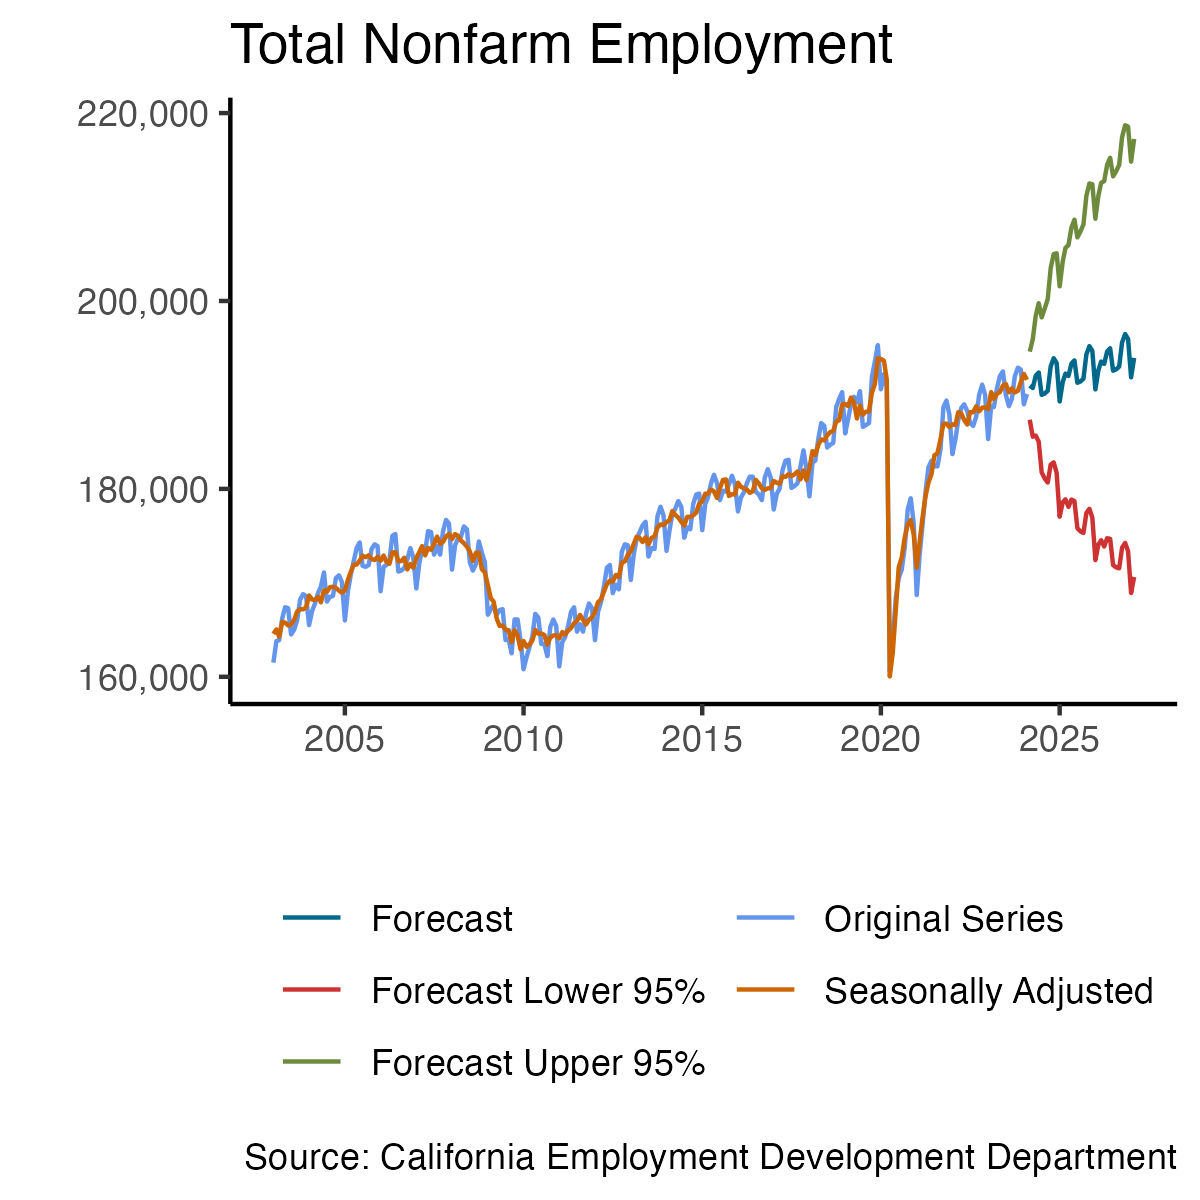 Total Nonfarm Employment
220,000
200,000
180,000
160,000
2005 2010 2015 2020 2025
Forecast
Original Series
Forecast Lower 95%
Seasonally Adjusted
Forecast Upper 95%
Source: California Employment Development Department